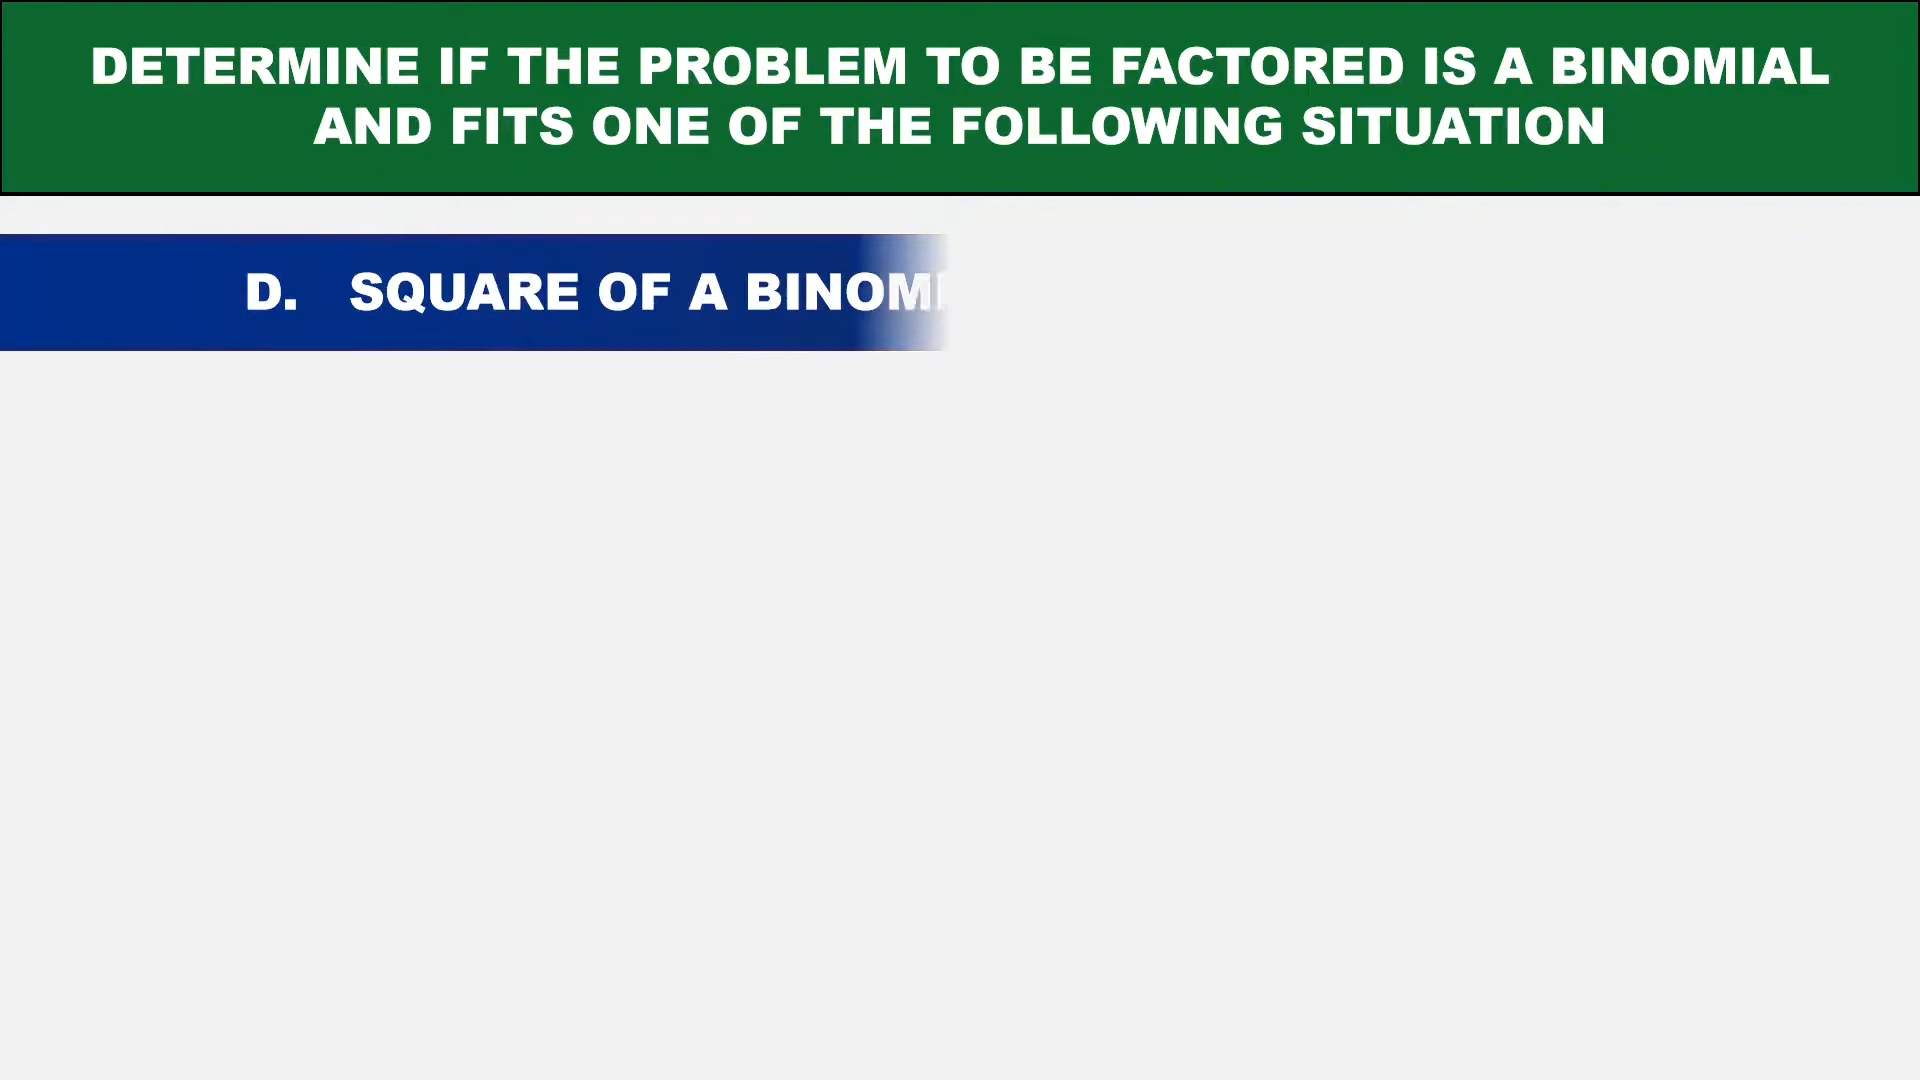 DETERMINE IF THE PROBLEM TO BE FACTORED IS A BINOMIAL
AND FITS ONE OF THE FOLLOWING SITUATION
D. SQUARE OF A